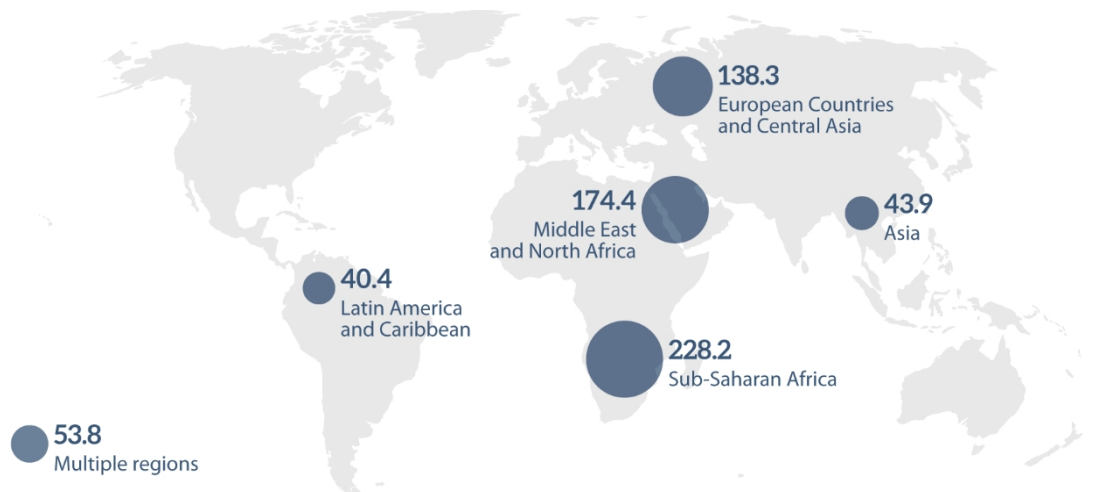 138.3
European Countries
and Central Asia
174.4
Middle East
and North Africa
43.9
Asia
40.4
Latin America
and Caribbean
228.2
Sub-Saharan Africa
53.8
Multiple regions